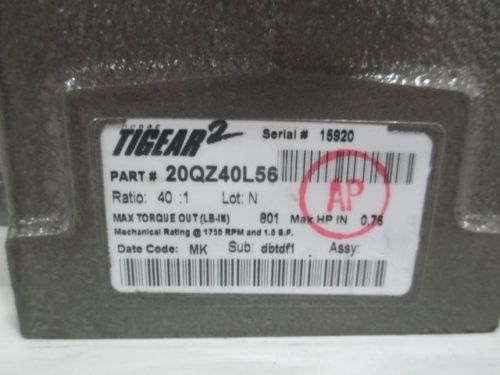 DODGE
TIGEAR2 Serial # 15920
PART # 20QZ40L56
Ratio: 40 :1 Lot: N
AP
MAX TORQUE OUT (LB-IN) 801 Max HP IN 0.76
Mechanical Rating @ 1750 RPM and 1.0 S.F.
Date Code: MK Sub: dbtdf1 Assy: